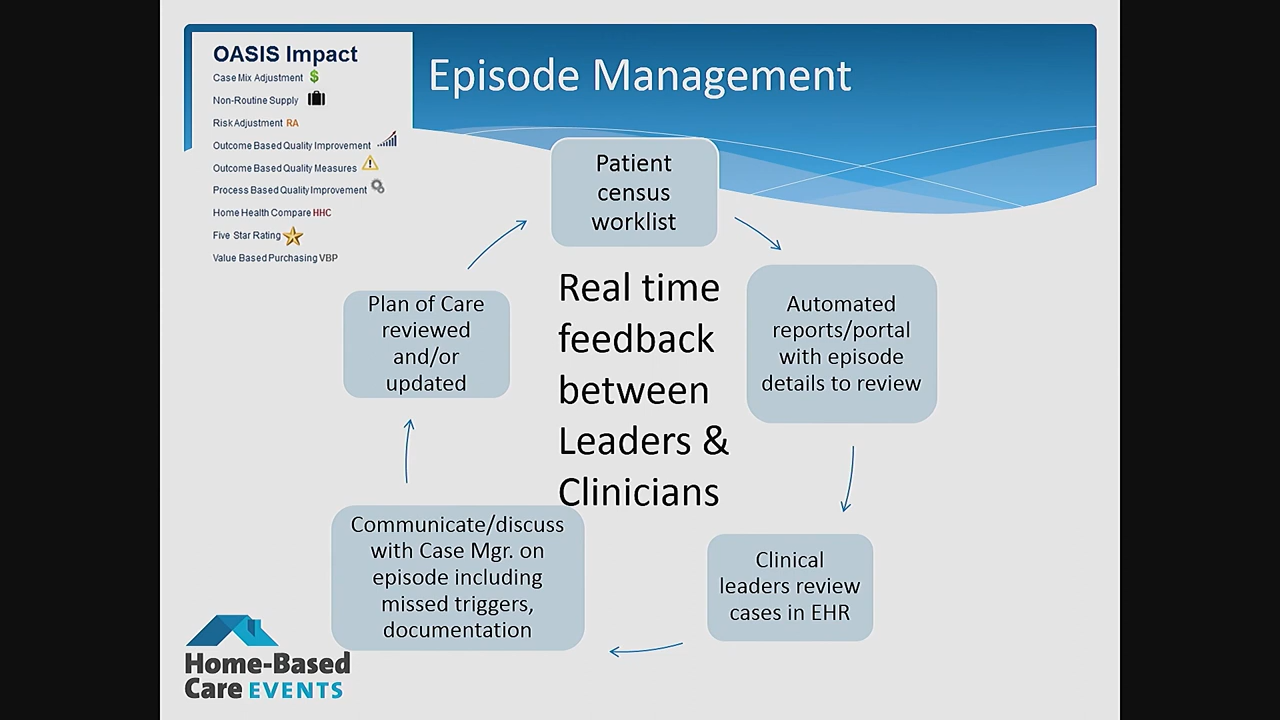 OASIS Impact
Case Mix Adjustment $
Non-Routine Supply
Risk Adjustment RA
Outcome Based Quality Improvement
Outcome Based Quality Measures
Process Based Quality Improvement
Home Health Compare HHC
Five Star Rating
Value Based Purchasing VBP
Episode Management
Patient
census
worklist
Automated
reports/portal
with episode
details to review
Clinical
leaders review
cases in EHR
Communicate/discuss
with Case Mgr. on
episode including
missed triggers,
documentation
Plan of Care
reviewed
and/or
updated
Real time
feedback
between
Leaders &
Clinicians
Home-Based
Care EVENTS